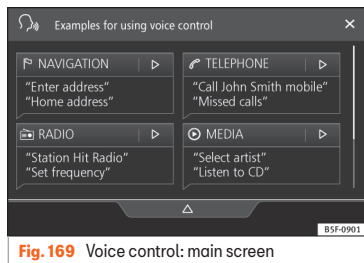 Examples for using voice control
NAVIGATION
TELEPHONE
"Enter address"
"Home address"
"Call John Smith mobile"
"Missed calls"
RADIO
MEDIA
"Station Hit Radio"
"Set frequency"
"Select artist"
"Listen to CD"
B5F-0901
Fig. 169 Voice control: main screen